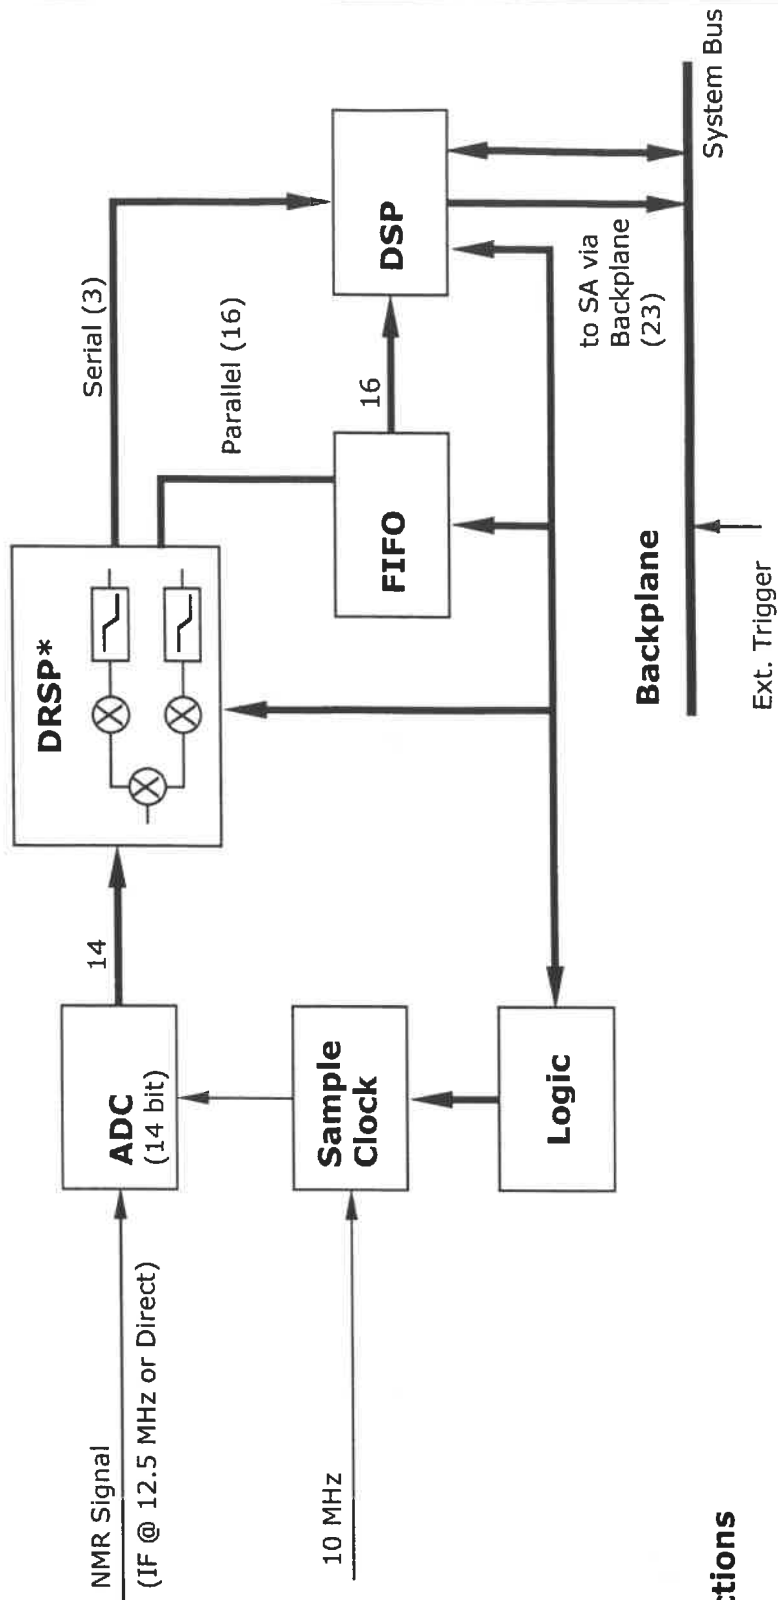 NMR Signal
(IF @ 12.5 MHz or Direct)
ADC
(14 bit)
14
DRSP*
Serial (3)
Parallel (16)
10 MHz
Sample
Clock
FIFO
16
DSP
Logic
to SA via
Backplane
(23)
Backplane
System Bus
Ext. Trigger
ctions